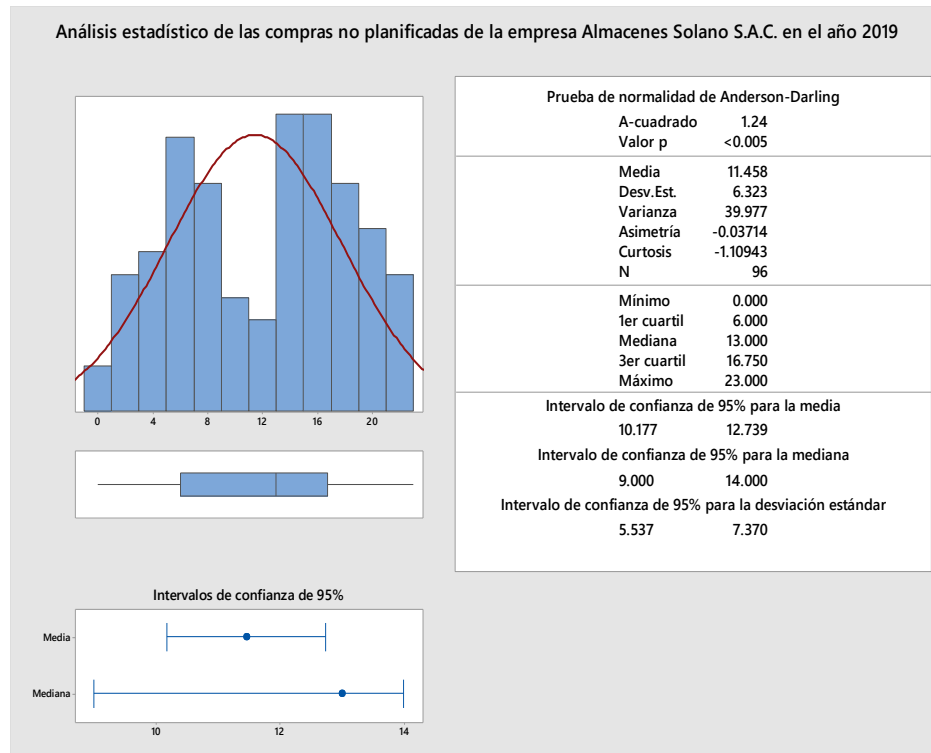 Análisis estadístico de las compras no planificadas de la empresa Almacenes Solano S.A.C. en el año 2019
Prueba de normalidad de Anderson-Darling
A-cuadrado 1.24
Valor p <0.005
Media 11.458
Desv.Est. 6.323
Varianza 39.977
Asimetría -0.03714
Curtosis -1.10943
N 96
Mínimo 0.000
1er cuartil 6.000
Mediana 13.000
3er cuartil 16.750
Máximo 23.000
Intervalo de confianza de 95% para la media
10.177 12.739
Intervalo de confianza de 95% para la mediana
9.000 14.000
Intervalo de confianza de 95% para la desviación estándar
5.537 7.370
0 4 8 12 16 20
Intervalos de confianza de 95%
Media
Mediana
10 12 14